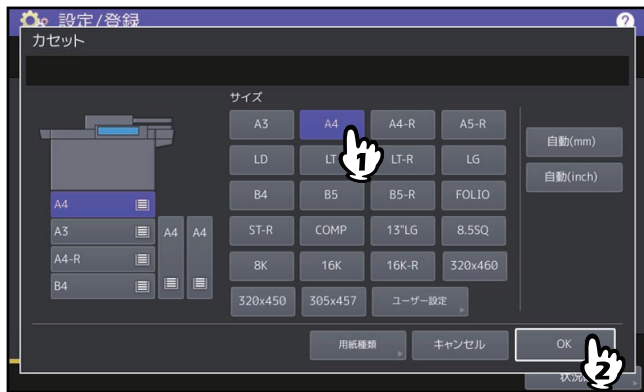 設定/登録 ?
カセット
サイズ
A3 A4 A4-R A5-R
自動(mm)
LD LT LT-R LG
自動(inch)
B4 B5 B5-R FOLIO
A4
A3 A4 A4
ST-R COMP 13"LG 8.5SQ
A4-R
8K 16K 16K-R 320x460
B4
320x450 305x457 ユーザー設定
用紙種類 キャンセル OK
1
2